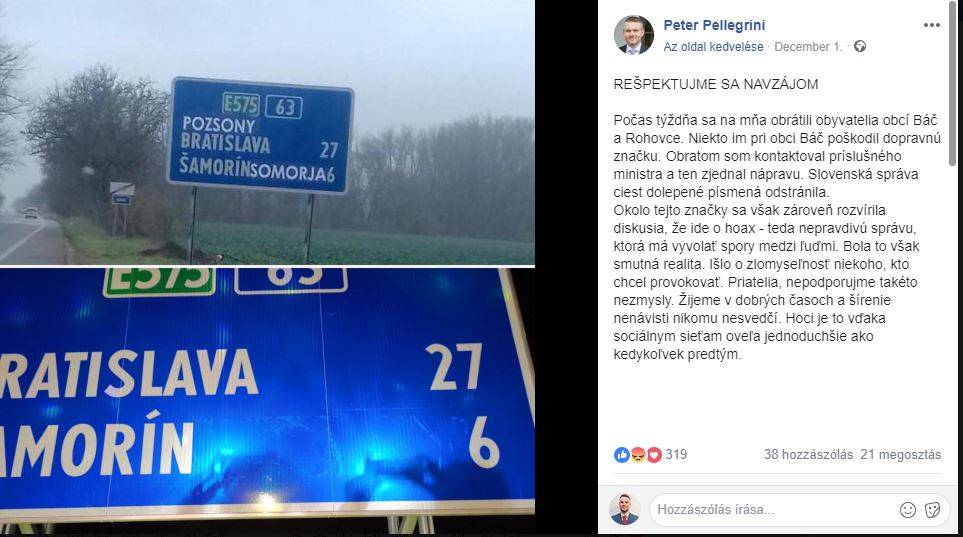 E575 63
POZSONY
BRATISLAVA 27
ŠAMORÍN SOMORJA 6
E575 63
RATISLAVA 27
AMORÍN 6
Peter Pellegrini
Az oldal kedvelése · December 1. ·
REŠPEKTUJME SA NAVZÁJOM
Počas týždňa sa na mňa obrátili obyvatelia obcí Báč
a Rohovce. Niekto im pri obci Báč poškodil dopravnú
značku. Obratom som kontaktoval príslušného
ministra a ten zjednal nápravu. Slovenská správa
ciest dolepené písmená odstránila.
Okolo tejto značky sa však zároveň rozvírila
diskusia, že ide o hoax - teda nepravdivú správu,
ktorá má vyvolať spory medzi ľuďmi. Bola to však
smutná realita. Išlo o zlomyseľnosť niekoho, kto
chcel provokovať. Priatelia, nepodporujme takéto
nezmysly. Žijeme v dobrých časoch a šírenie
nenávisti nikomu nesvedčí. Hoci je to vďaka
sociálnym sieťam oveľa jednoduchšie ako
kedykoľvek predtým.
319 38 hozzászólás 21 megosztás
Hozzászólás írása...